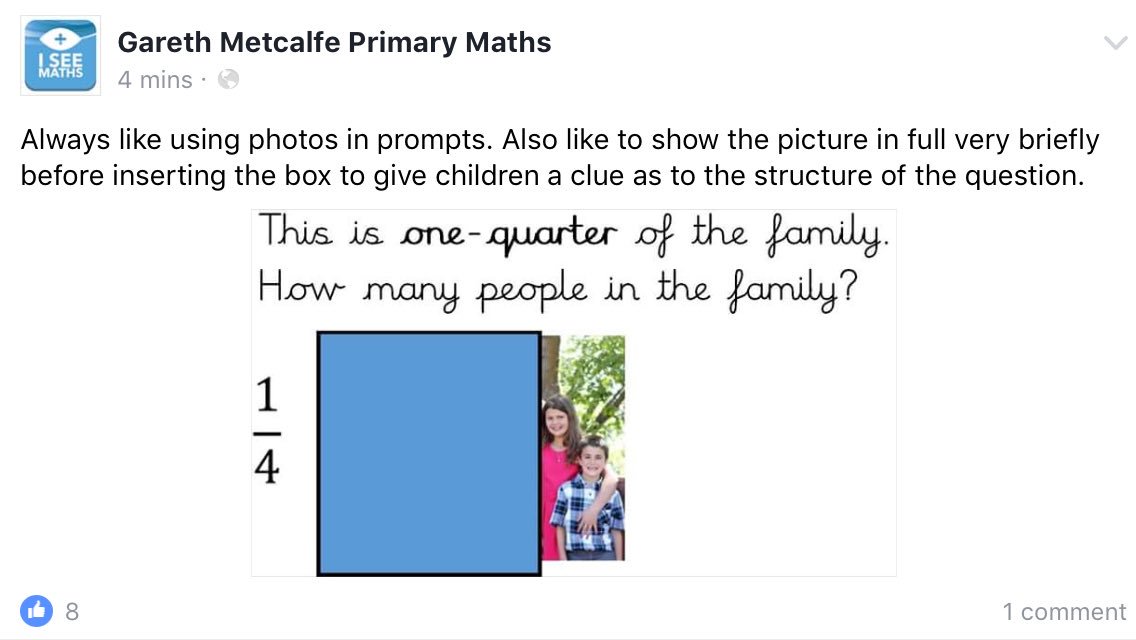 I SEE
MATHS
Gareth Metcalfe Primary Maths
4 mins ·
Always like using photos in prompts. Also like to show the picture in full very briefly
before inserting the box to give children a clue as to the structure of the question.
This is one-quarter of the family.
How many people in the family?
1
4
8
1 comment